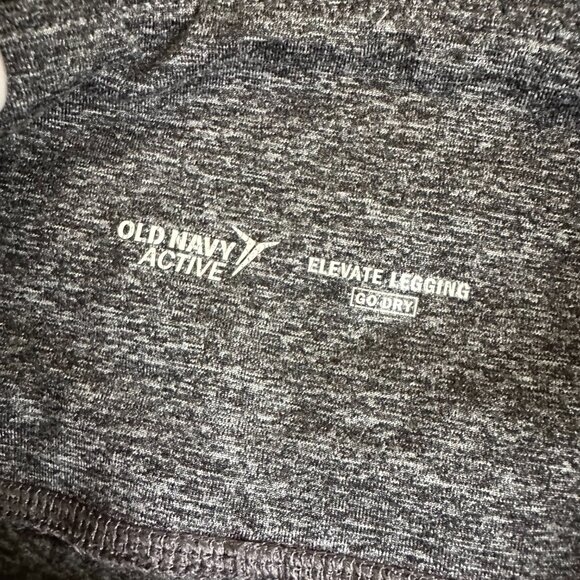 OLD NAVY
ACTIVE
ELEVATE LEGGING
GO.DRY